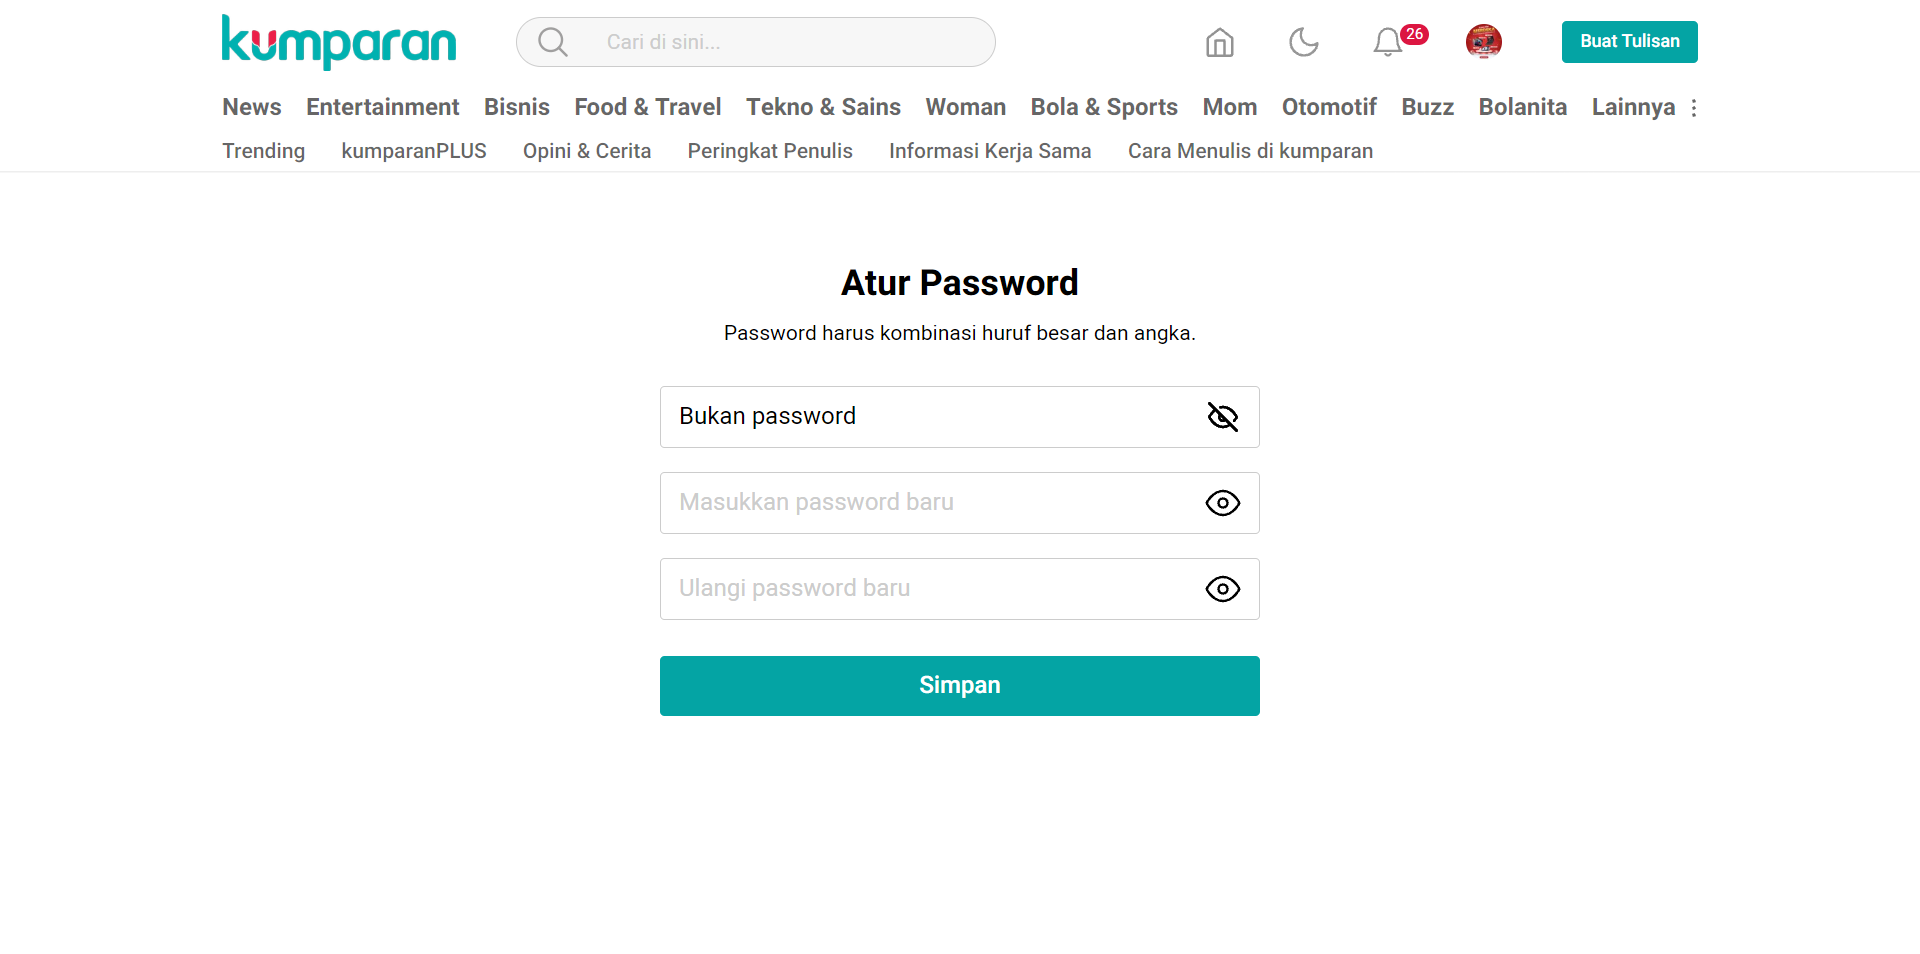 kumparan
Cari di sini...
26
Buat Tulisan
News Entertainment Bisnis Food & Travel Tekno & Sains Woman Bola & Sports Mom Otomotif Buzz Bolanita Lainnya
Trending kumparanPLUS Opini & Cerita Peringkat Penulis Informasi Kerja Sama Cara Menulis di kumparan
Atur Password
Password harus kombinasi huruf besar dan angka.
Bukan password
Masukkan password baru
Ulangi password baru
Simpan